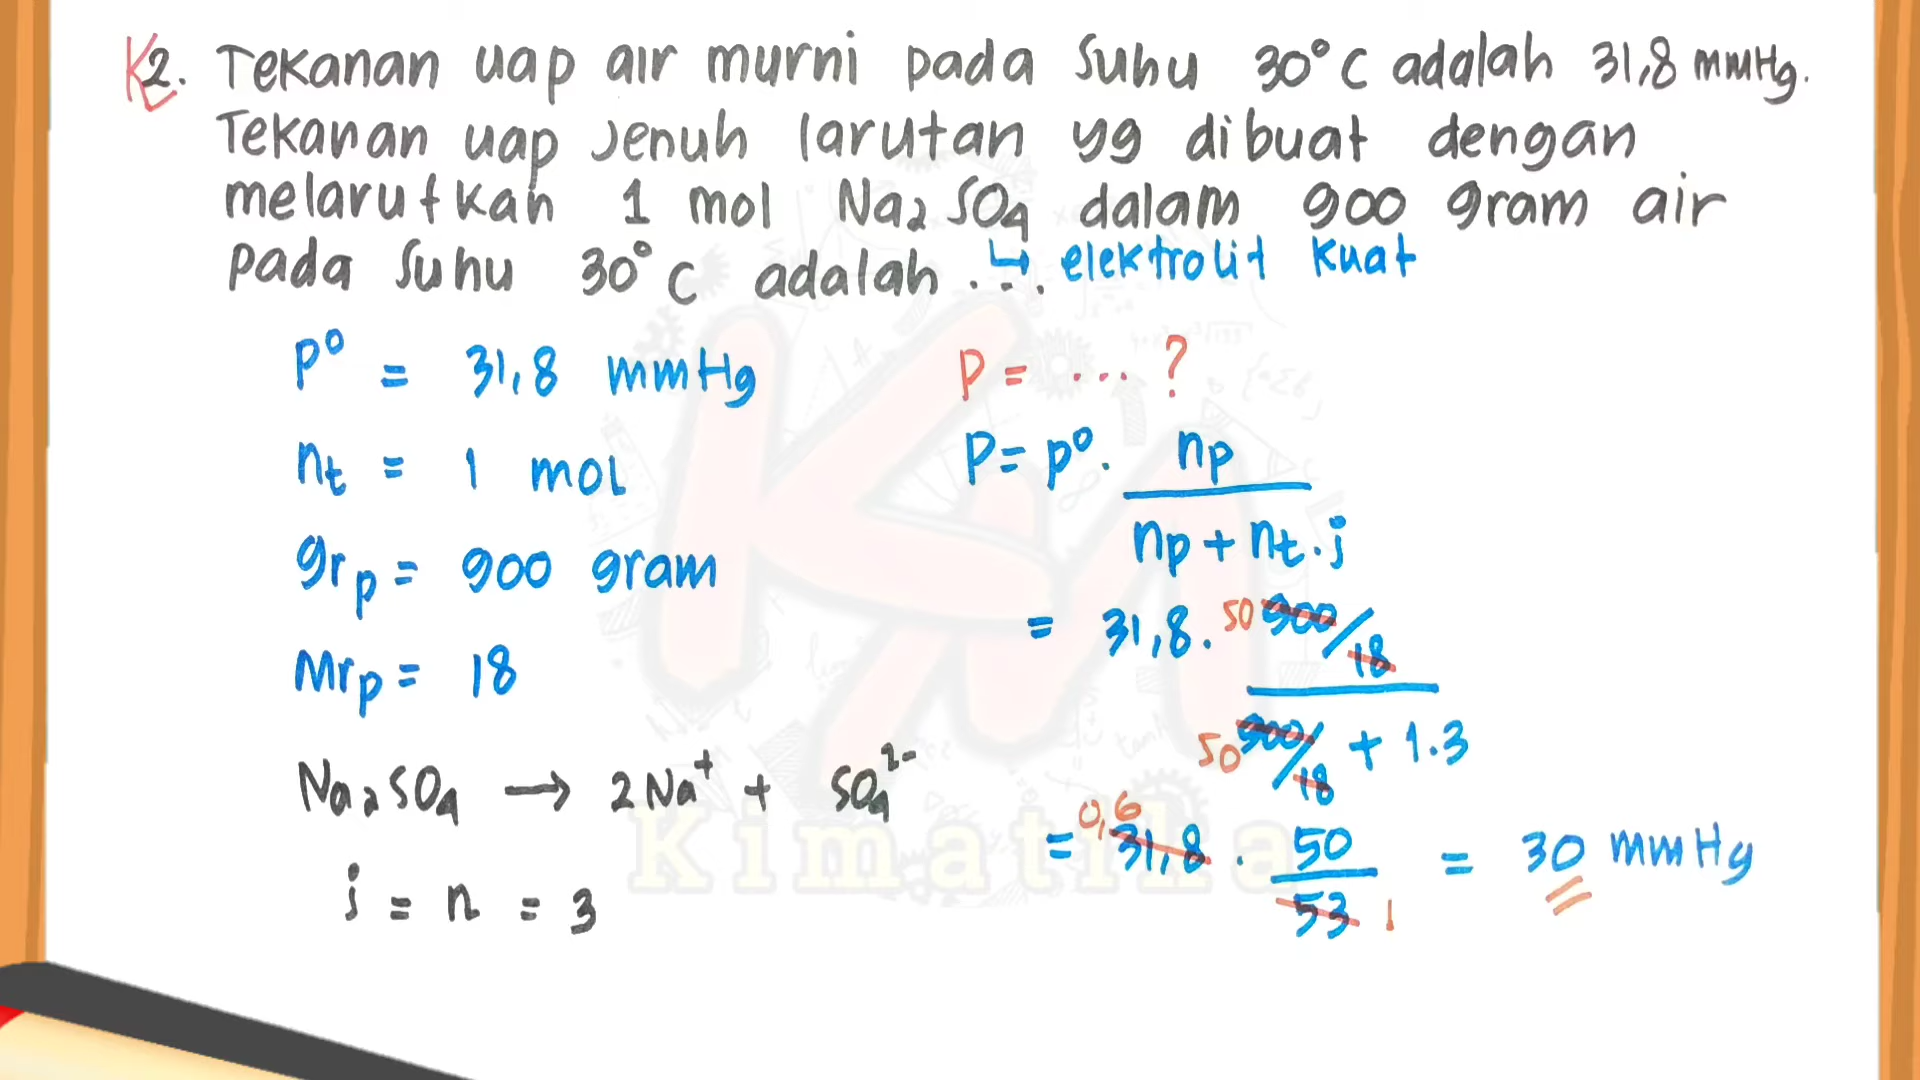 K2. Tekanan uap air murni pada suhu 30°C adalah 31,8 mmHg.
Tekanan uap jenuh larutan yg dibuat dengan
melarutkan 1 mol Na₂SO₄ dalam 900 gram air
pada suhu 30°C adalah ... ↳ elektrolit kuat
P° = 31,8 mmHg
nt = 1 mol
grp = 900 gram
Mrp = 18
Na₂SO₄ → 2Na⁺ + SO₄²⁻
i = n = 3
P = ... ?
P = P° . np
np + nt . i
= 31,8 . 50 900/18
50 900/18 + 1.3
0,6
= 31,8 . 50 = 30 mmHg
53 1
Kimatika